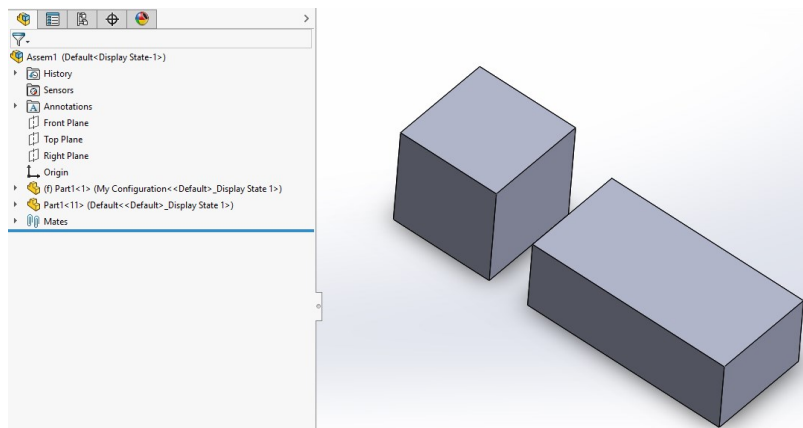 Assem1 (Default<Display State-1>)
History
Sensors
Annotations
Front Plane
Top Plane
Right Plane
Origin
(f) Part1<1> (My Configuration<<Default>_Display State 1>)
Part1<11> (Default<<Default>_Display State 1>)
Mates